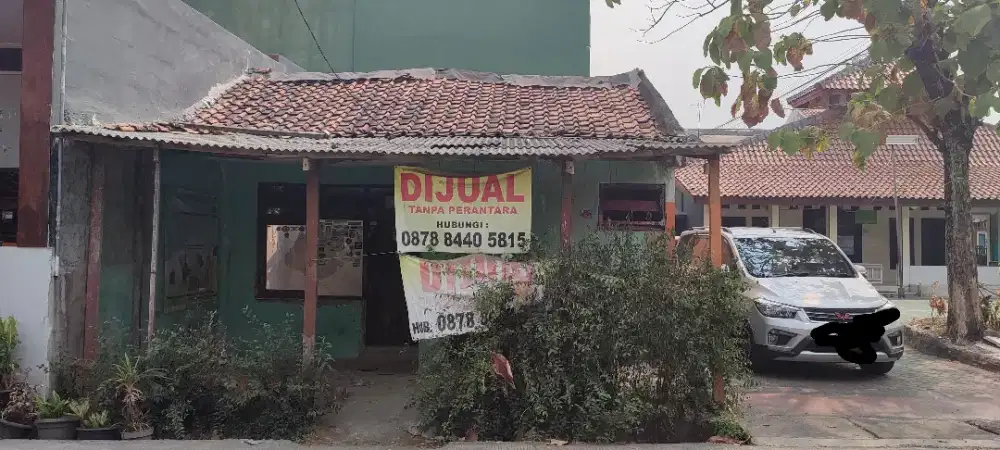 DIJUAL
TANPA PERANTARA
HUBUNGI :
0878 8440 5815
DIJUAL
HUB. 0878